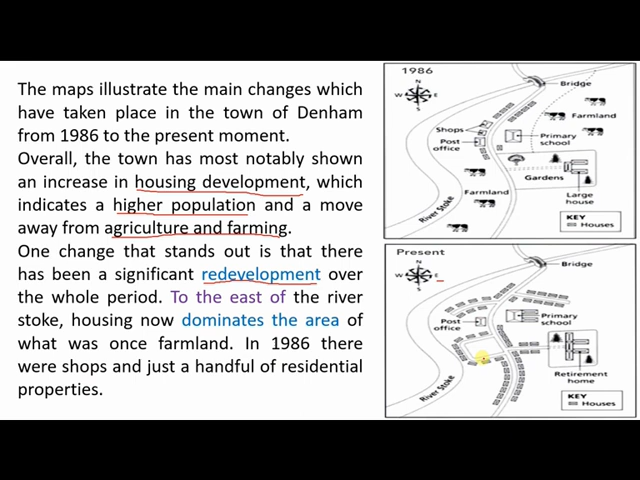 The maps illustrate the main changes which
have taken place in the town of Denham
from 1986 to the present moment.
Overall, the town has most notably shown
an increase in housing development, which
indicates a higher population and a move
away from agriculture and farming.
One change that stands out is that there
has been a significant redevelopment over
the whole period. To the east of the river
stoke, housing now dominates the area of
what was once farmland. In 1986 there
were shops and just a handful of residential
properties.
1986
N
W E
S
Bridge
Farmland
Shops
Post
office
Primary
school
Gardens
Large
house
Farmland
River Stoke
KEY
Houses
Present
N
W E
S
Bridge
Post
office
Primary
school
Retirement
home
River Stoke
KEY
Houses